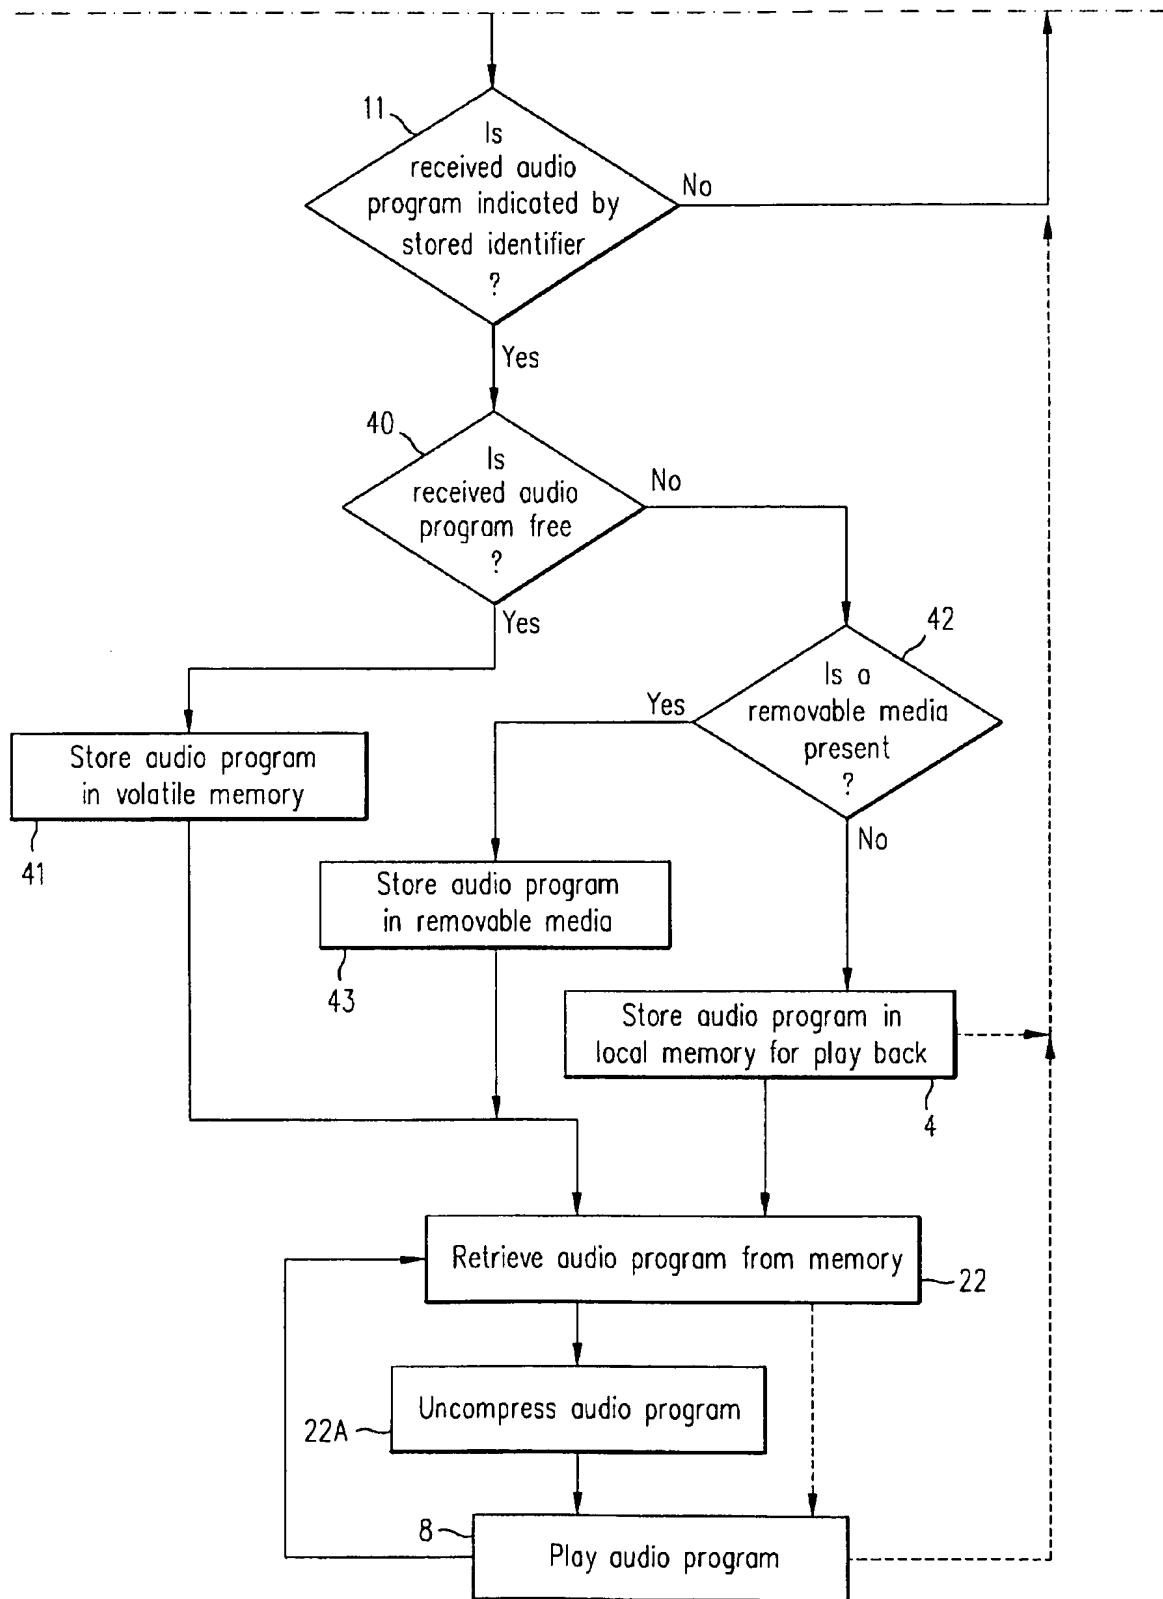 11
Is
received audio
program indicated by
stored identifier
?
No
Yes
40
Is
received audio
program free
?
No
Yes
42
Is a
removable media
present
?
Yes
No
Store audio program
in volatile memory
41
Store audio program
in removable media
43
Store audio program in
local memory for play back
4
Retrieve audio program from memory
22
Uncompress audio program
22A
8
Play audio program